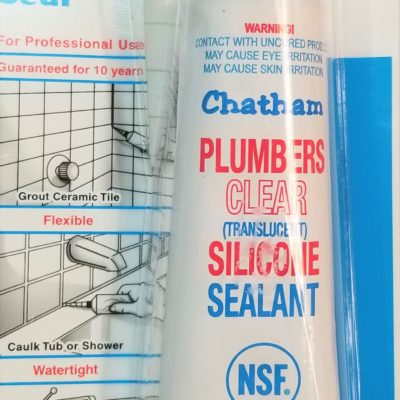 For Professional Use
Guaranteed for 10 years
Grout Ceramic Tile
Flexible
Caulk Tub or Shower
Watertight
WARNING!
CONTACT WITH UNCURED PRODUCT
MAY CAUSE EYE IRRITATION
MAY CAUSE SKIN IRRITATION
Chatham
PLUMBERS
CLEAR
(TRANSLUCENT)
SILICONE
SEALANT
NSF®